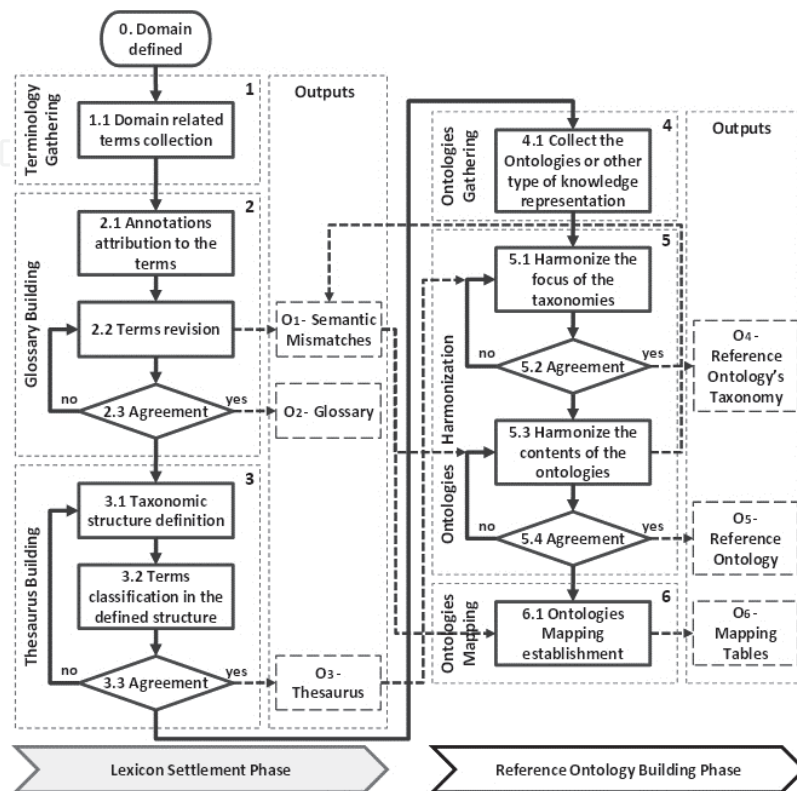 0. Domain
defined
Terminology
Gathering
1
1.1 Domain related
terms collection
Outputs
Glossary Building
2
2.1 Annotations
attribution to the
terms
2.2 Terms revision
no
2.3 Agreement
yes
O1- Semantic
Mismatches
O2- Glossary
Thesaurus Building
3
3.1 Taxonomic
structure definition
3.2 Terms
classification in the
defined structure
no
3.3 Agreement
yes
O3 -
Thesaurus
Lexicon Settlement Phase
Ontologies
Gathering
4
4.1 Collect the
Ontologies or other
type of knowledge
representation
Outputs
Ontologies Harmonization
5
5.1 Harmonize the
focus of the
taxonomies
no
5.2 Agreement
yes
O4 -
Reference
Ontology's
Taxonomy
5.3 Harmonize the
contents of the
ontologies
no
5.4 Agreement
yes
O5 -
Reference
Ontology
Ontologies
Mapping
6
6.1 Ontologies
Mapping
establishment
O6 -
Mapping
Tables
Reference Ontology Building Phase